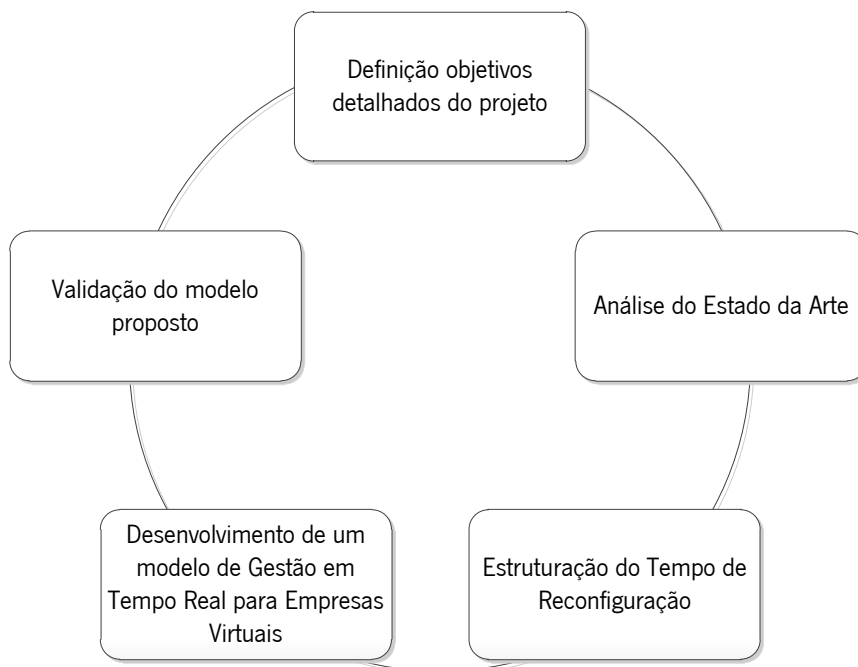 Definição objetivos
detalhados do projeto
Análise do Estado da Arte
Estruturação do Tempo de
Reconfiguração
Desenvolvimento de um
modelo de Gestão em
Tempo Real para Empresas
Virtuais
Validação do modelo
proposto